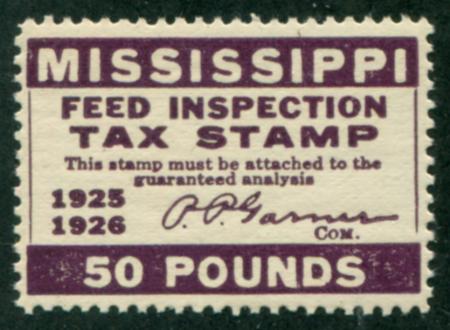 MISSISSIPPI
FEED INSPECTION
TAX STAMP
This stamp must be attached to the
guaranteed analysis
1925
1926
P. P. Garner
COM.
50 POUNDS